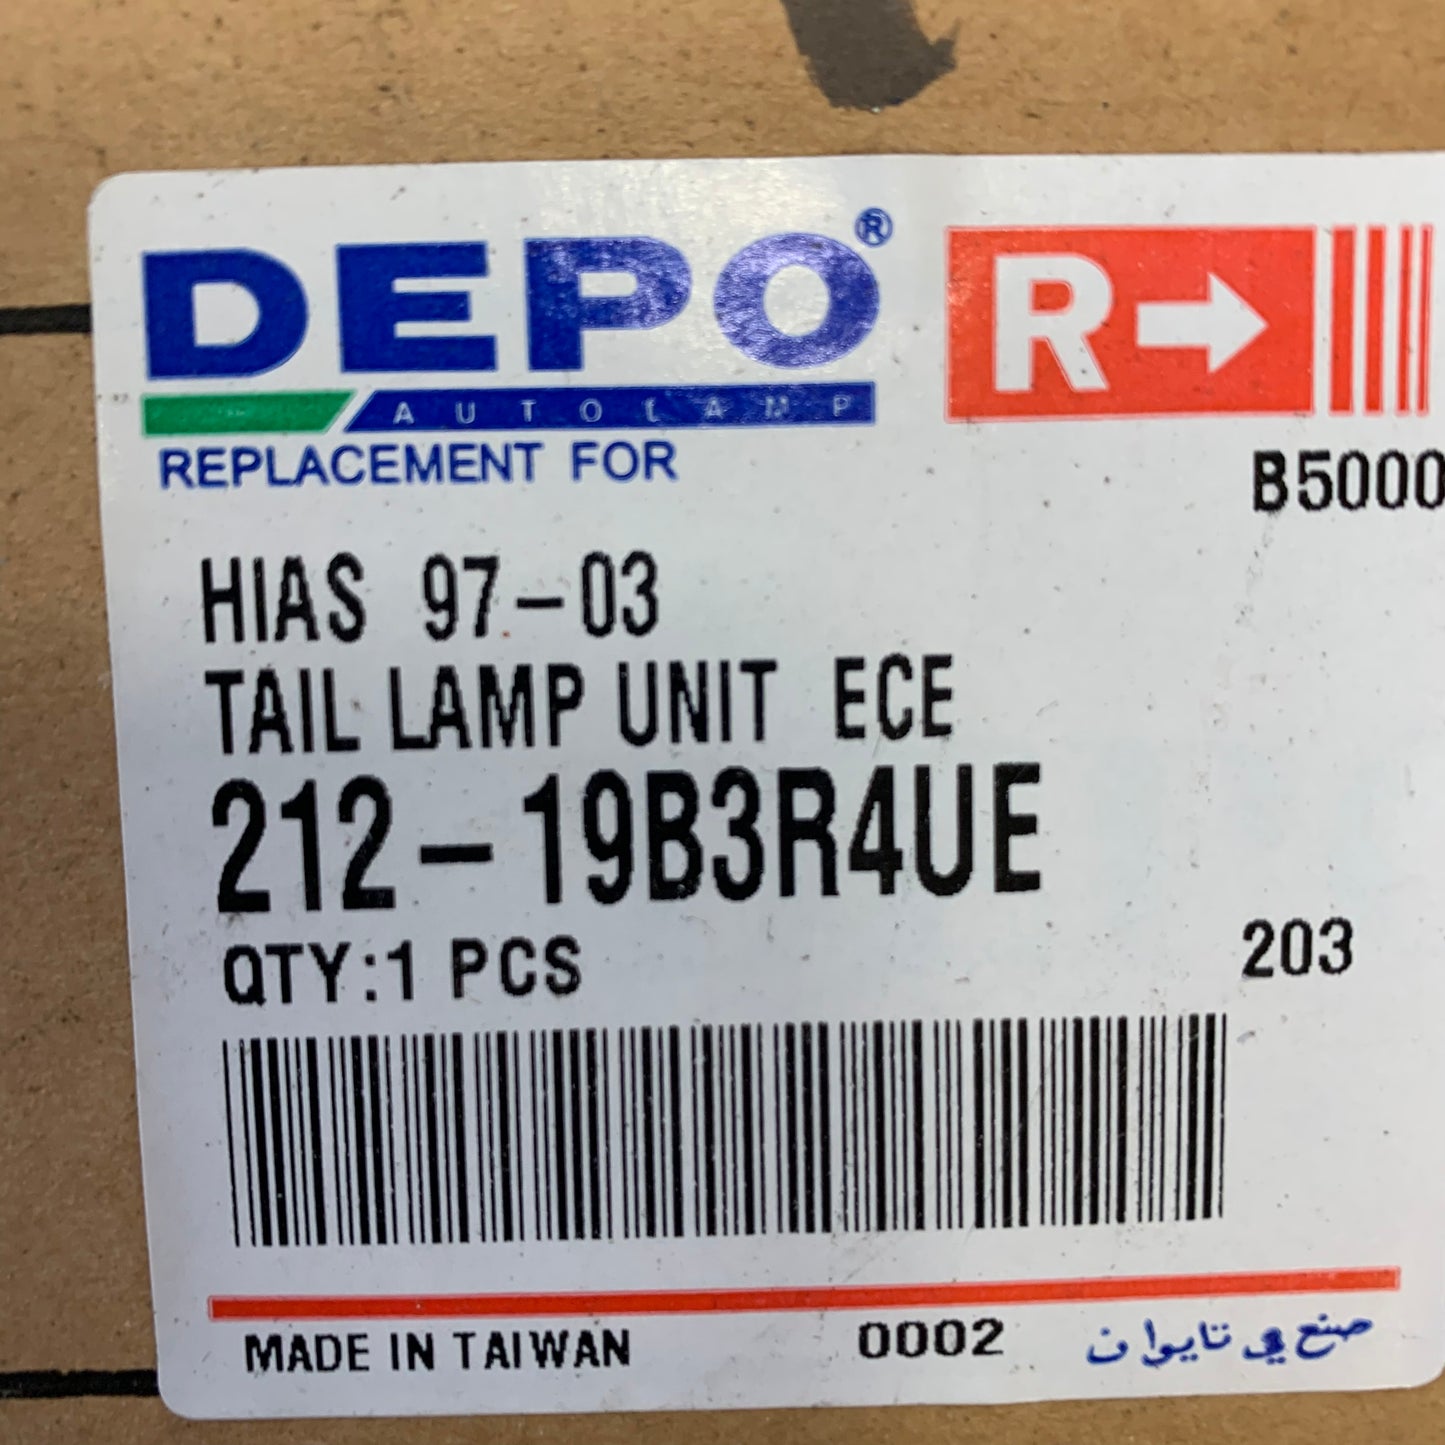 DEPO®
AUTOLAMP
R→
REPLACEMENT FOR
B5000
HIAS 97-03
TAIL LAMP UNIT ECE
212-19B3R4UE
QTY:1 PCS
203
MADE IN TAIWAN
0002
صنع في تايوان